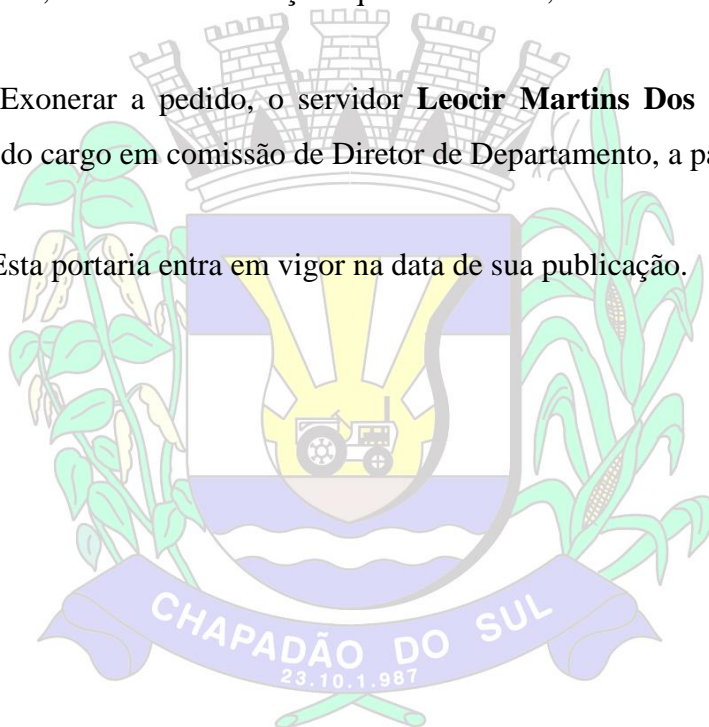 Exonerar a pedido, o servidor Leocir Martins Dos
do cargo em comissão de Diretor de Departamento, a
Esta portaria entra em vigor na data de sua publicação.
CHAPADÃO DO SUL
23.10.1.987